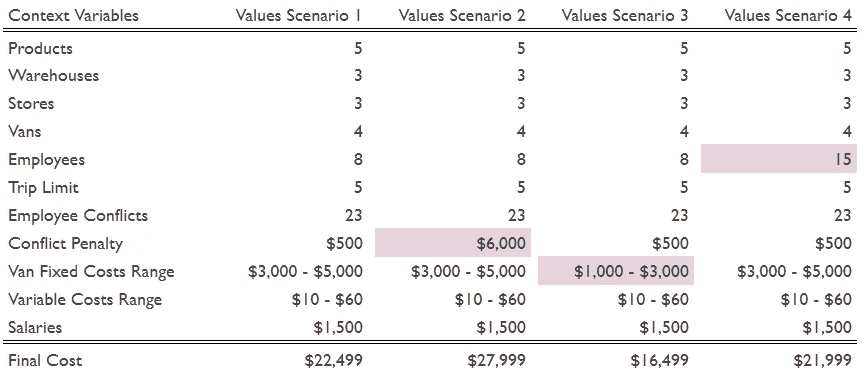 Context Variables Values Scenario 1 Values Scenario 2 Values Scenario 3 Values Scenario 4
Products 5 5 5 5
Warehouses 3 3 3 3
Stores 3 3 3 3
Vans 4 4 4 4
Employees 8 8 8 15
Trip Limit 5 5 5 5
Employee Conflicts 23 23 23 23
Conflict Penalty $500 $6,000 $500 $500
Van Fixed Costs Range $3,000 - $5,000 $3,000 - $5,000 $1,000 - $3,000 $3,000 - $5,000
Variable Costs Range $10 - $60 $10 - $60 $10 - $60 $10 - $60
Salaries $1,500 $1,500 $1,500 $1,500
Final Cost $22,499 $27,999 $16,499 $21,999